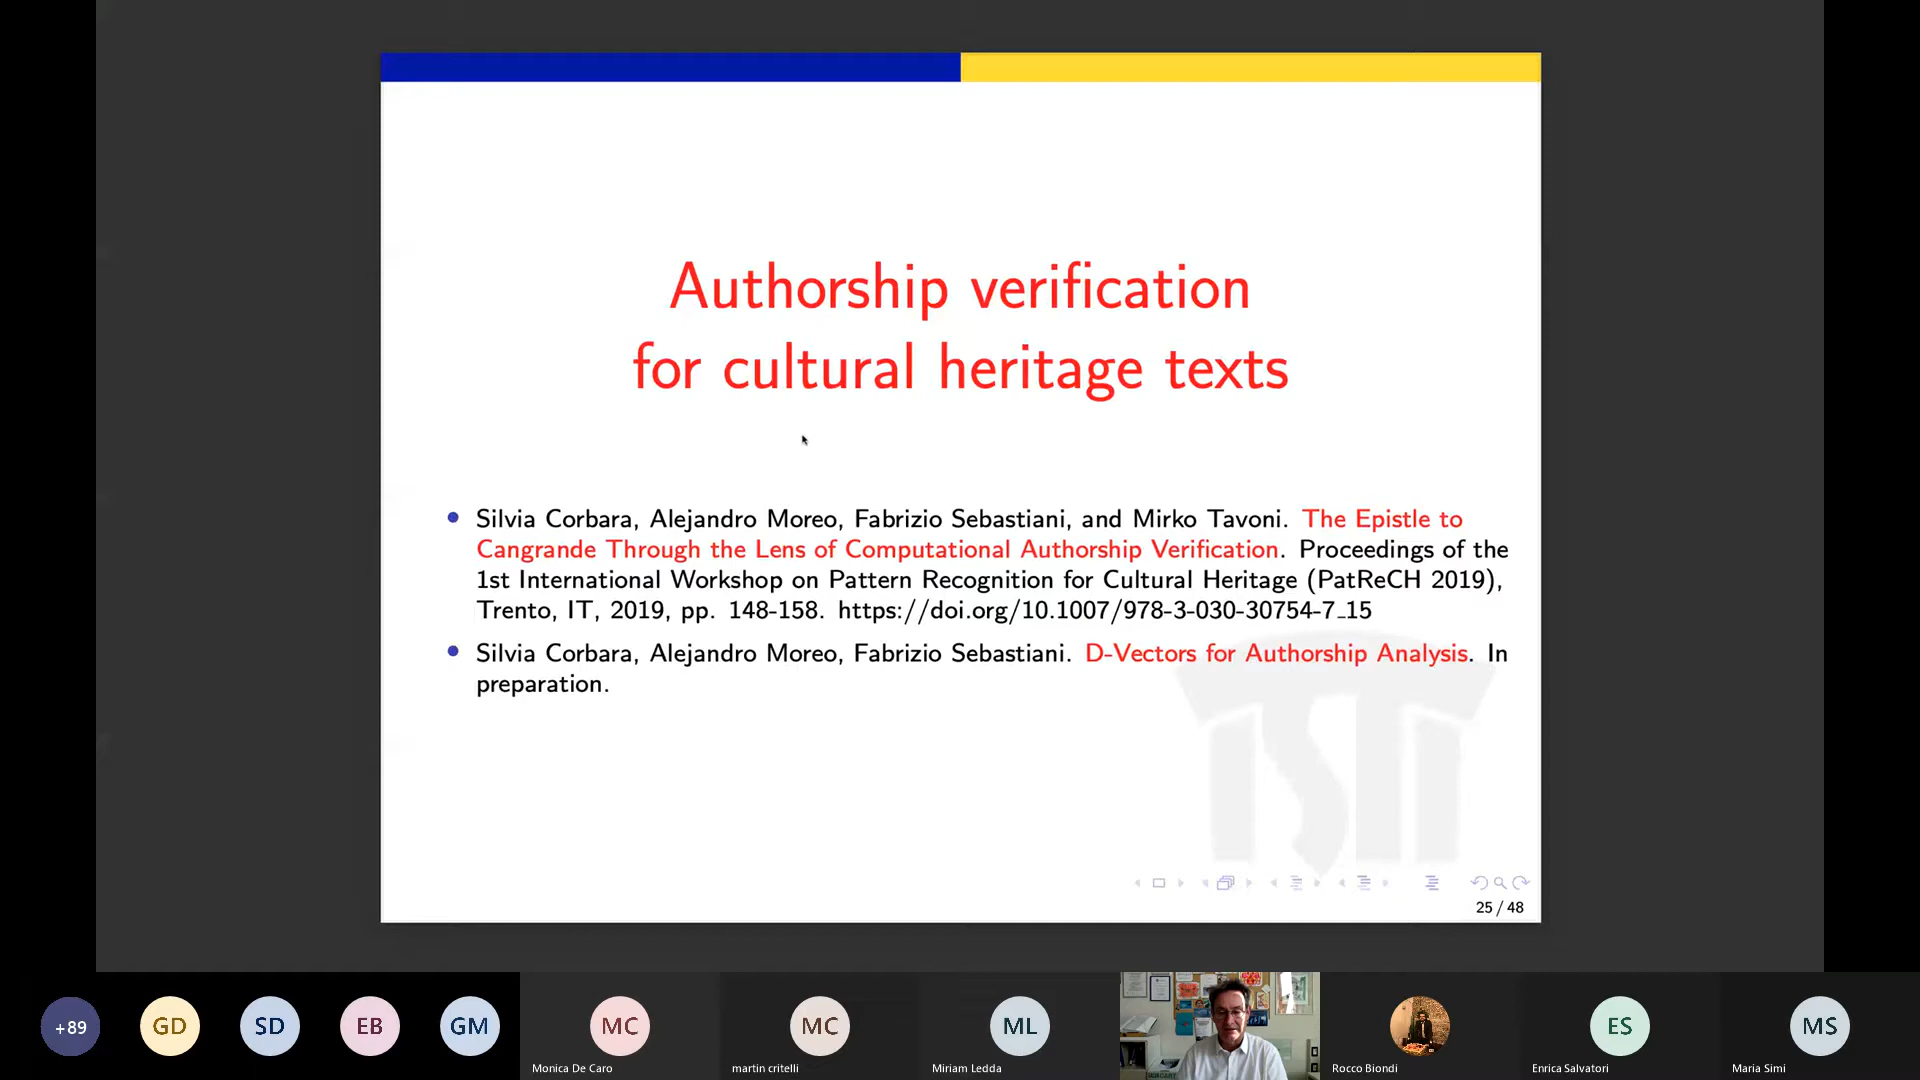 Authorship verification
for cultural heritage texts
Silvia Corbara, Alejandro Moreo, Fabrizio Sebastiani, and Mirko Tavoni. The Epistle to
Cangrande Through the Lens of Computational Authorship Verification. Proceedings of the
1st International Workshop on Pattern Recognition for Cultural Heritage (PatReCH 2019),
Trento, IT, 2019, pp. 148-158. https://doi.org/10.1007/978-3-030-30754-7_15
Silvia Corbara, Alejandro Moreo, Fabrizio Sebastiani. D-Vectors for Authorship Analysis. In
preparation.
ISTI
25 / 48
+89
GD
SD
EB
GM
MC
MC
ML
ES
MS
Monica De Caro
martin critelli
Miriam Ledda
Rocco Biondi
Enrica Salvatori
Maria Simi